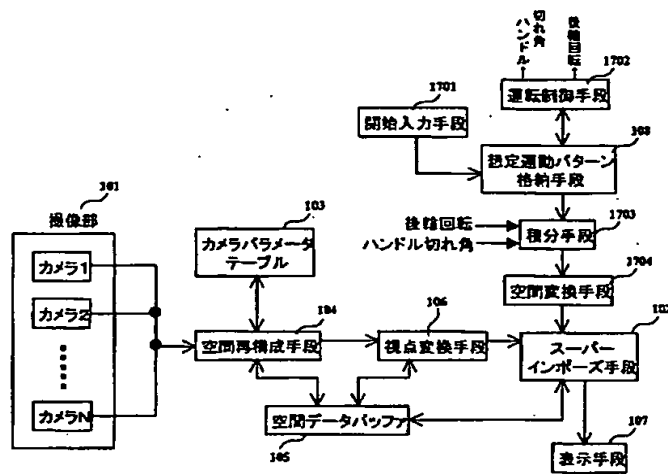 ハンドル
切れ角
後輪回転
1702
運転制御手段
1701
開始入力手段
108
想定運動パターン
格納手段
101
撮像部
103
カメラパラメータ
テーブル
後輪回転
ハンドル切れ角
1703
積分手段
1704
空間変換手段
カメラ1
カメラ2
カメラN
104
空間再構成手段
106
視点変換手段
102
スーパー
インポーズ手段
空間データバッファ
105
107
表示手段